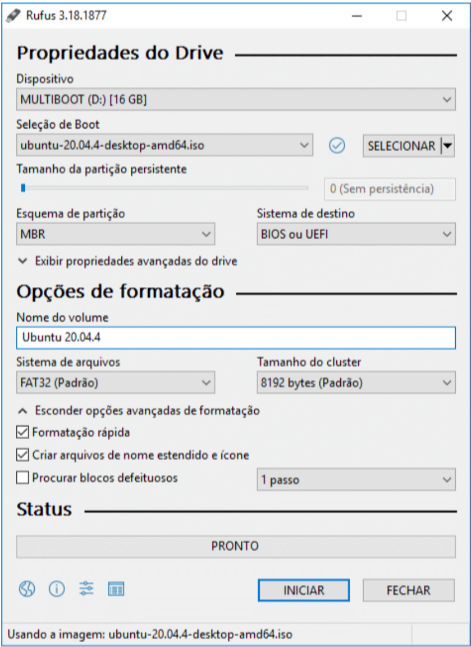 Rufus 3.18.1877
Propriedades do Drive
Dispositivo
MULTIBOOT (D:) [16 GB]
Seleção de Boot
ubuntu-20.04.4-desktop-amd64.iso
SELECIONAR
Tamanho da partição persistente
0 (Sem persistência)
Esquema de partição Sistema de destino
MBR BIOS ou UEFI
Exibir propriedades avançadas do drive
Opções de formatação
Nome do volume
Ubuntu 20.04.4
Sistema de arquivos Tamanho do cluster
FAT32 (Padrão) 8192 bytes (Padrão)
Esconder opções avançadas de formatação
Formatação rápida
Criar arquivos de nome estendido e ícone
Procurar blocos defeituosos 1 passo
Status
PRONTO
INICIAR FECHAR
Usando a imagem: ubuntu-20.04.4-desktop-amd64.iso